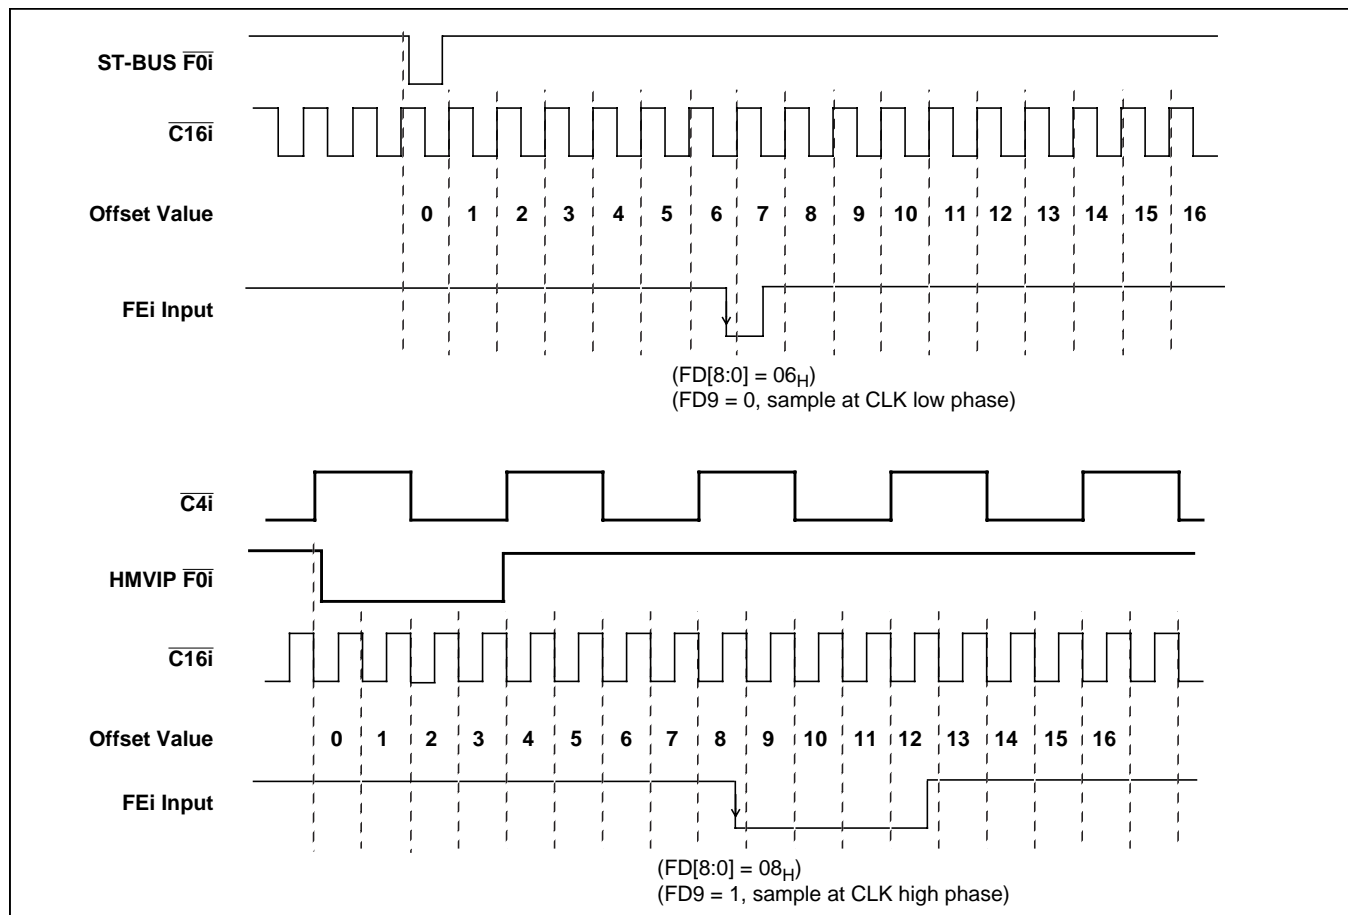 ST-BUS F0i
C16i
Offset Value 0 1 2 3 4 5 6 7 8 9 10 11 12 13 14 15 16
FEi Input
(FD[8:0] = 06H)
(FD9 = 0, sample at CLK low phase)
C4i
HMVIP F0i
C16i
Offset Value 0 1 2 3 4 5 6 7 8 9 10 11 12 13 14 15 16
FEi Input
(FD[8:0] = 08H)
(FD9 = 1, sample at CLK high phase)